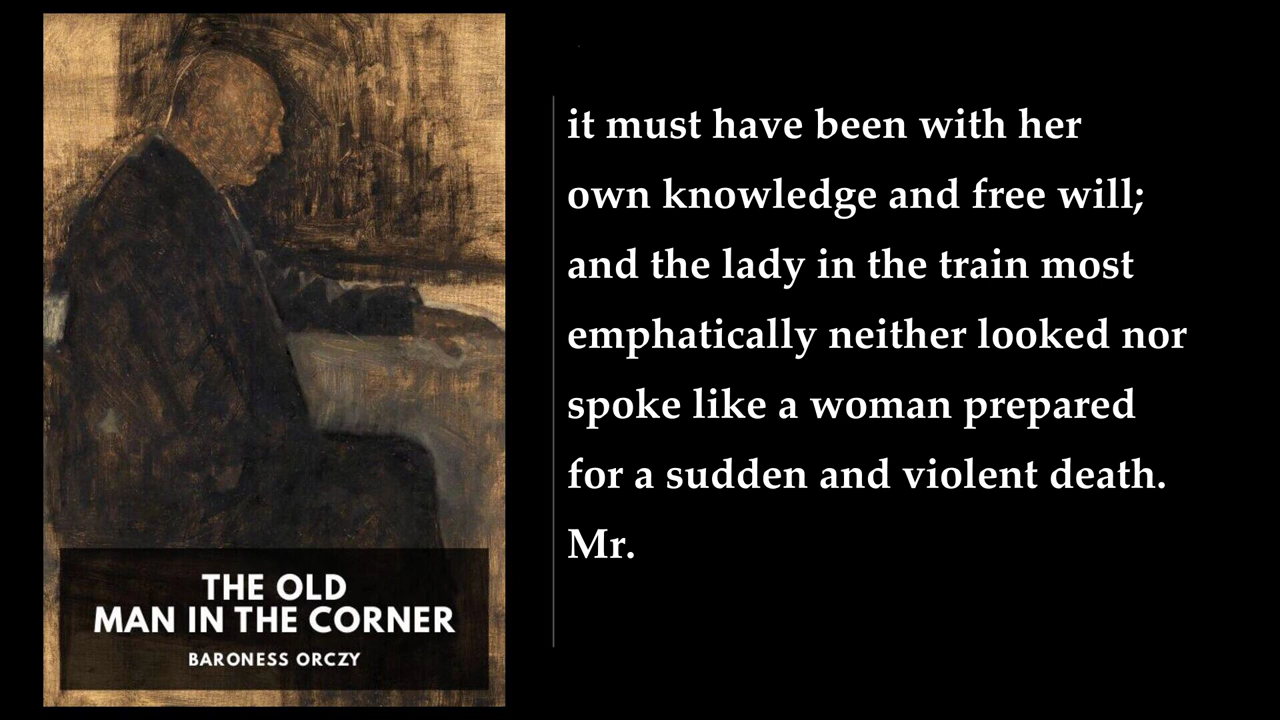 THE OLD
MAN IN THE CORNER
BARONESS ORCZY
it must have been with her
own knowledge and free will;
and the lady in the train most
emphatically neither looked nor
spoke like a woman prepared
for a sudden and violent death.
Mr.